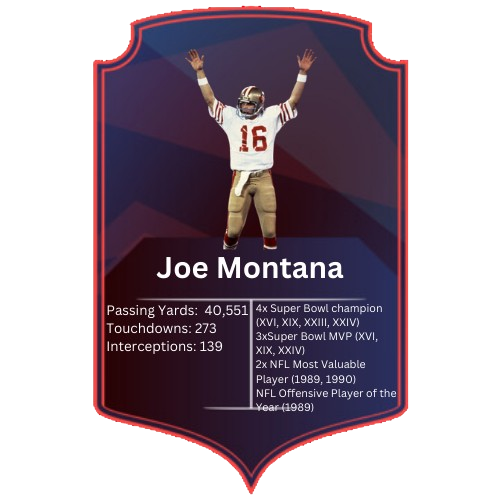 16
Joe Montana
Passing Yards:  40,551
Touchdowns: 273
Interceptions: 139
4x Super Bowl champion
(XVI, XIX, XXIII, XXIV)
3xSuper Bowl MVP (XVI,
XIX, XXIV)
2x NFL Most Valuable
Player (1989, 1990)
NFL Offensive Player of the
Year (1989)